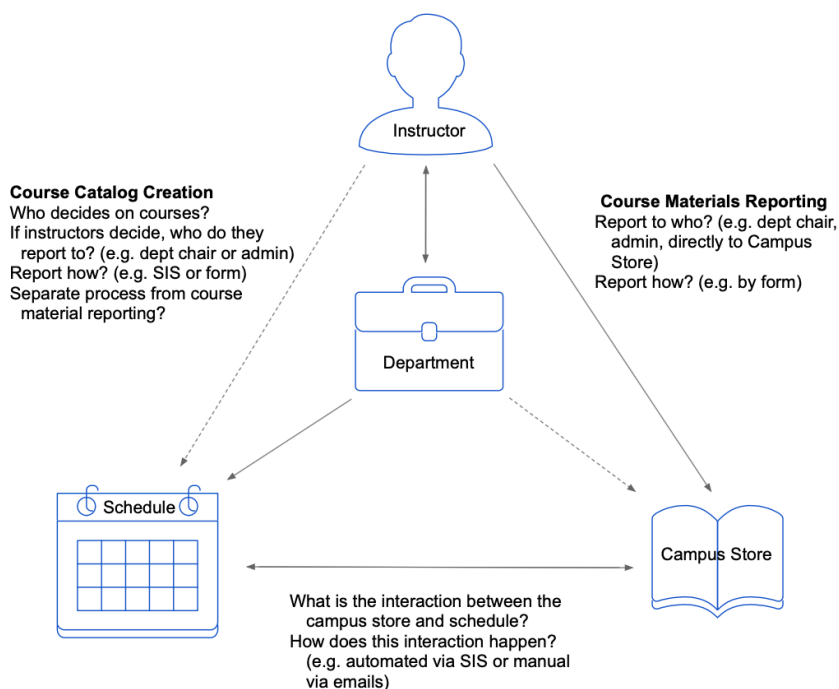 Instructor
Course Catalog Creation
Who decides on courses?
If instructors decide, who do they
report to? (e.g. dept chair or admin)
Report how? (e.g. SIS or form)
Separate process from course
material reporting?
Course Materials Reporting
Report to who? (e.g. dept chair,
admin, directly to Campus
Store)
Report how? (e.g. by form)
Department
Schedule
Campus Store
What is the interaction between the
campus store and schedule?
How does this interaction happen?
(e.g. automated via SIS or manual
via emails)